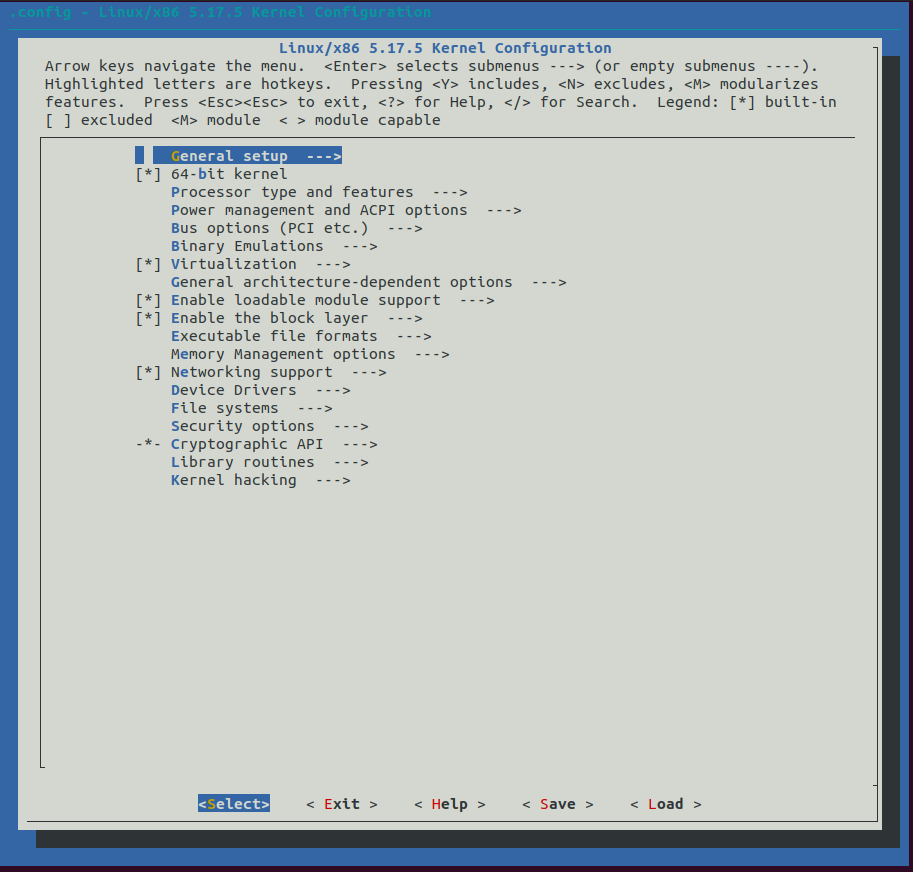 .config - Linux/x86 5.17.5 Kernel Configuration
Linux/x86 5.17.5 Kernel Configuration
Arrow keys navigate the menu.  <Enter> selects submenus ---> (or empty submenus ----).
Highlighted letters are hotkeys.  Pressing <Y> includes, <N> excludes, <M> modularizes
features.  Press <Esc><Esc> to exit, <?> for Help, </> for Search.  Legend: [*] built-in
[ ] excluded  <M> module  < > module capable
General setup  --->
[*] 64-bit kernel
Processor type and features  --->
Power management and ACPI options  --->
Bus options (PCI etc.)  --->
Binary Emulations  --->
[*] Virtualization  --->
General architecture-dependent options  --->
[*] Enable loadable module support  --->
[*] Enable the block layer  --->
Executable file formats  --->
Memory Management options  --->
[*] Networking support  --->
Device Drivers  --->
File systems  --->
Security options  --->
-*- Cryptographic API  --->
Library routines  --->
Kernel hacking  --->
<Select>    < Exit >    < Help >    < Save >    < Load >